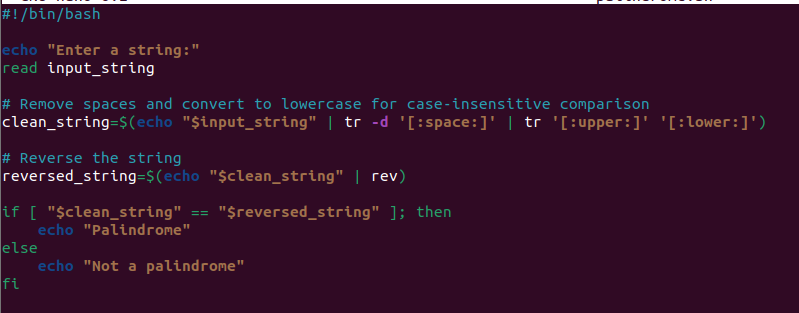 #!/bin/bash
echo "Enter a string:"
read input_string
# Remove spaces and convert to lowercase for case-insensitive comparison
clean_string=$(echo "$input_string" | tr -d '[:space:]' | tr '[:upper:]' '[:lower:]')
# Reverse the string
reversed_string=$(echo "$clean_string" | rev)
if [ "$clean_string" == "$reversed_string" ]; then
    echo "Palindrome"
else
    echo "Not a palindrome"
fi